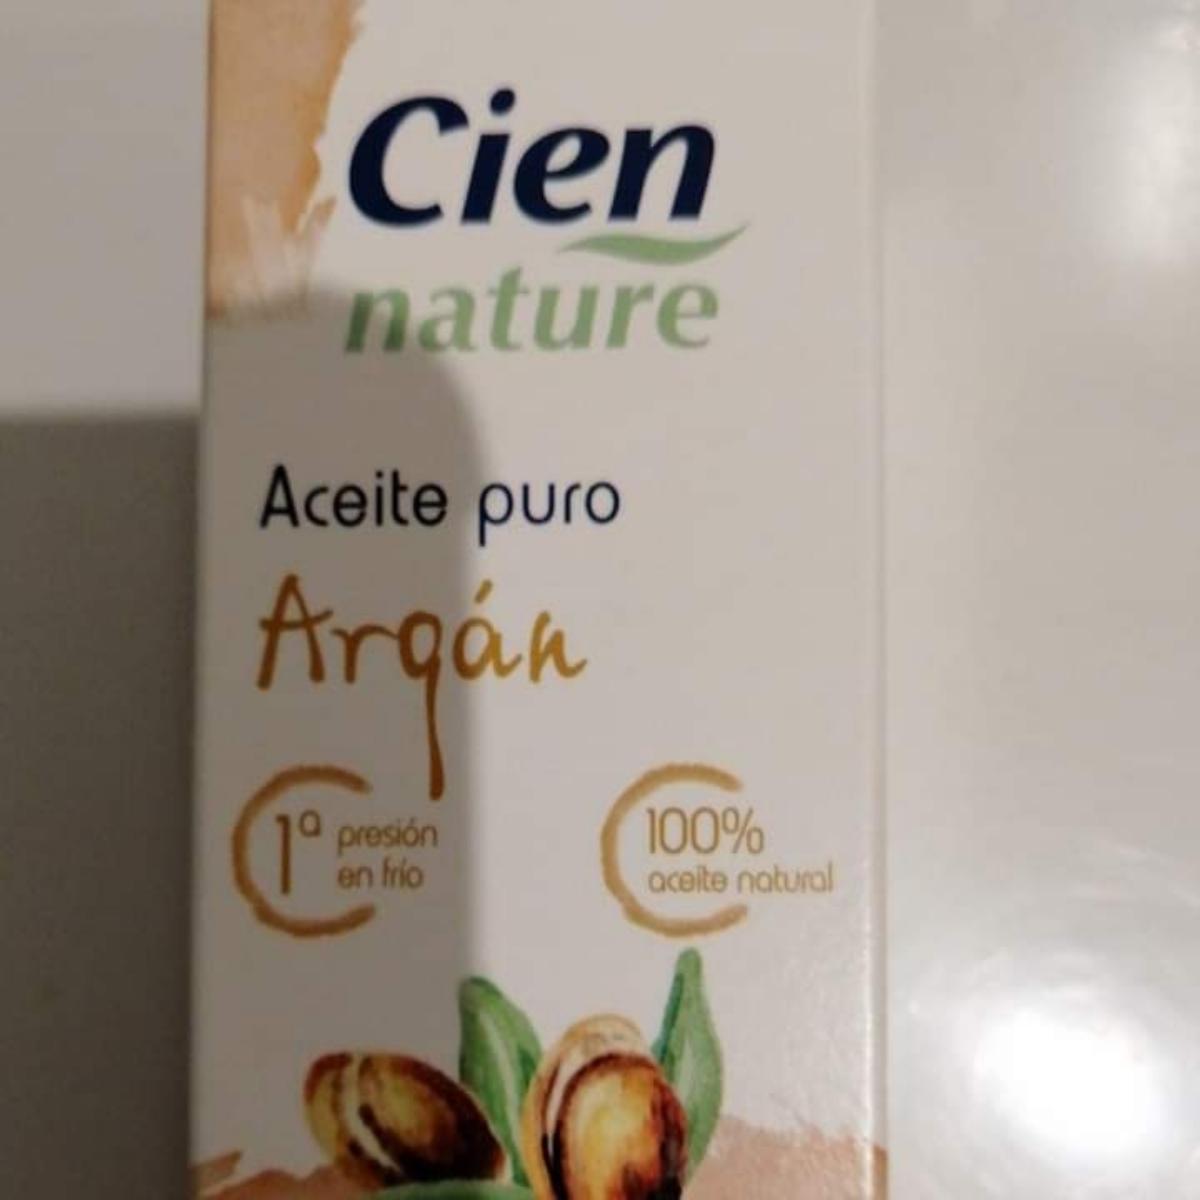 Cien
nature
Aceite puro
Argán
1ª presión
en frío
100%
aceite natural